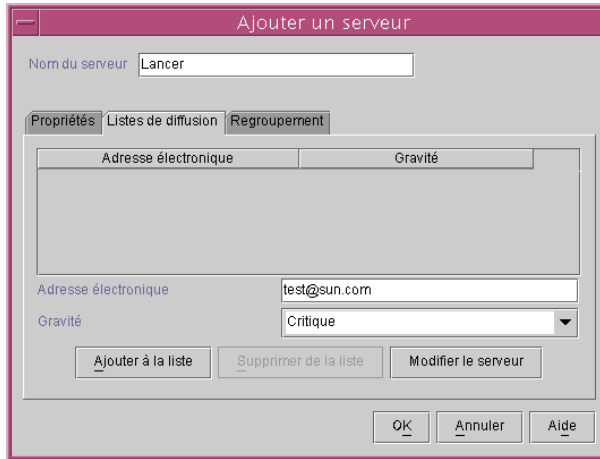 Ajouter un serveur
Nom du serveur Lancer
Propriétés Listes de diffusion Regroupement
Adresse électronique Gravité
Adresse électronique test@sun.com
Gravité Critique
Ajouter à la liste Supprimer de la liste Modifier le serveur
OK Annuler Aide